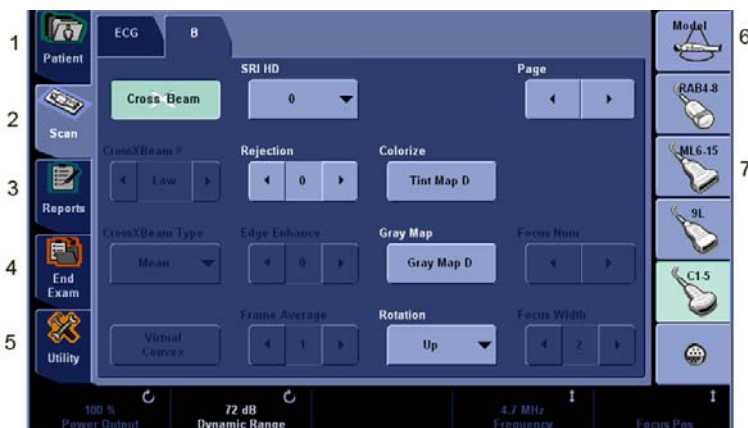 1
Patient
2
Scan
3
Reports
4
End
Exam
5
Utility
ECG
B
Cross Beam
SRI HD
0
Page
CrossXBeam #
Low
Rejection
0
Colorize
Tint Map D
CrossXBeam Type
Mean
Edge Enhance
0
Gray Map
Gray Map D
Focus Num
Virtual
Convex
Frame Average
1
Rotation
Up
Focus Width
2
Model
6
RAB4-8
ML6-15
7
9L
C1-5
100 %
Power Output
72 dB
Dynamic Range
4.7 MHz
Frequency
Focus Pos